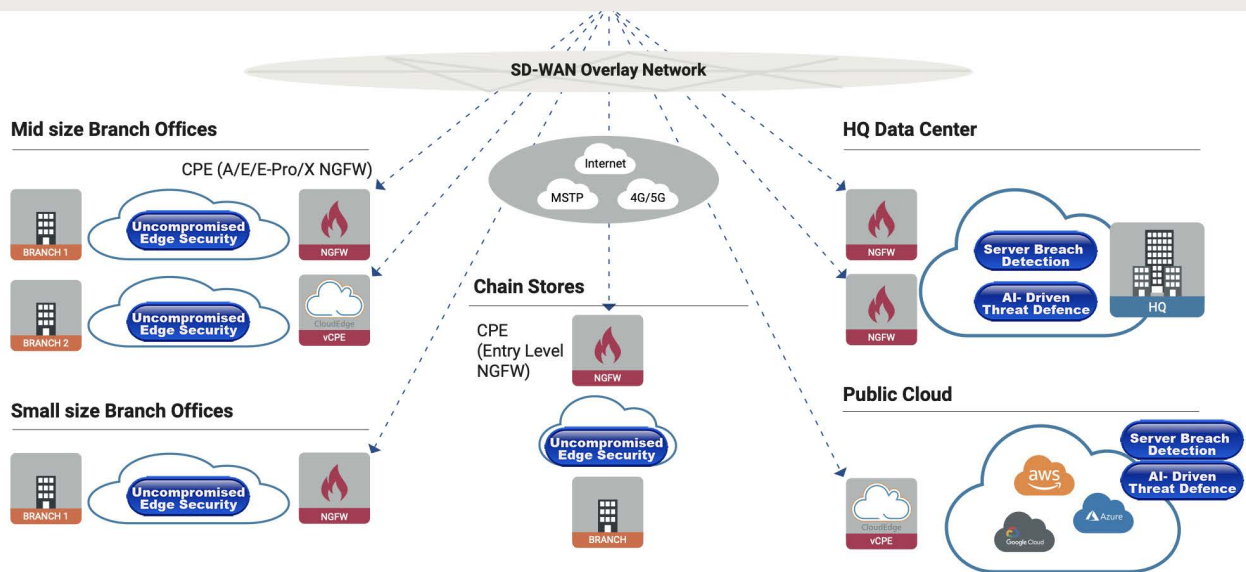 SD-WAN Overlay Network
Mid size Branch Offices
CPE (A/E/E-Pro/X NGFW)
BRANCH 1
Uncompromised
Edge Security
NGFW
BRANCH 2
Uncompromised
Edge Security
CloudEdge
vCPE
Small size Branch Offices
BRANCH 1
Uncompromised
Edge Security
NGFW
Internet
MSTP
4G/5G
Chain Stores
CPE
(Entry Level
NGFW)
NGFW
Uncompromised
Edge Security
BRANCH
HQ Data Center
NGFW
NGFW
Server Breach
Detection
AI- Driven
Threat Defence
HQ
Public Cloud
Server Breach
Detection
AI- Driven
Threat Defence
aws
Azure
Google Cloud
CloudEdge
vCPE